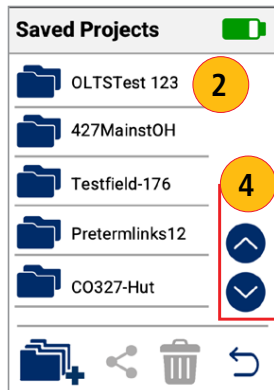 Saved Projects
OLTSTest 123
2
427MainstOH
Testfield-176
4
Pretermlinks12
CO327-Hut